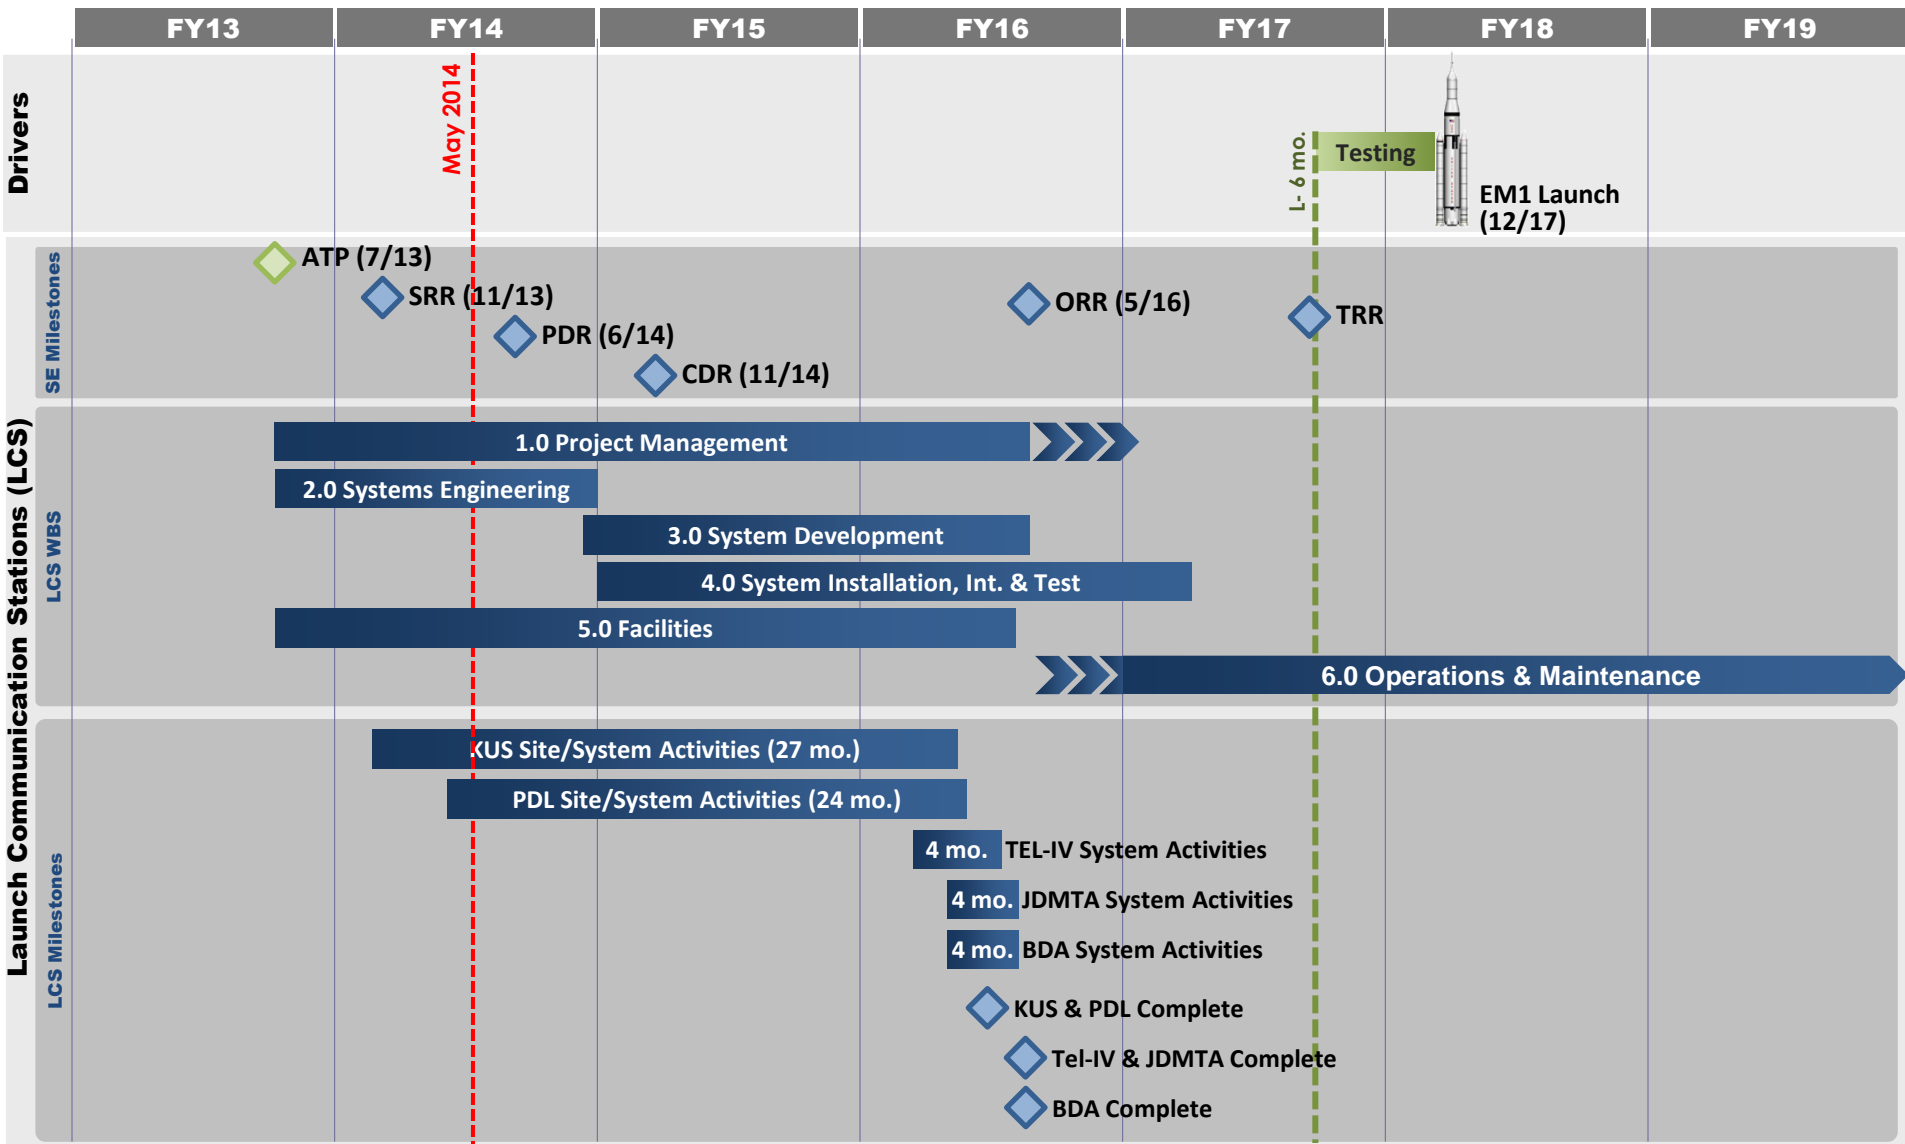 FY13
FY14
FY15
FY16
FY17
FY18
FY19
Drivers
May 2014
L- 6 mo.
Testing
EM1 Launch
(12/17)
Launch Communication Stations (LCS)
SE Milestones
ATP (7/13)
SRR (11/13)
PDR (6/14)
CDR (11/14)
ORR (5/16)
TRR
LCS WBS
1.0 Project Management
2.0 Systems Engineering
3.0 System Development
4.0 System Installation, Int. & Test
5.0 Facilities
6.0 Operations & Maintenance
LCS Milestones
KUS Site/System Activities (27 mo.)
PDL Site/System Activities (24 mo.)
4 mo. TEL-IV System Activities
4 mo. JDMTA System Activities
4 mo. BDA System Activities
KUS & PDL Complete
Tel-IV & JDMTA Complete
BDA Complete